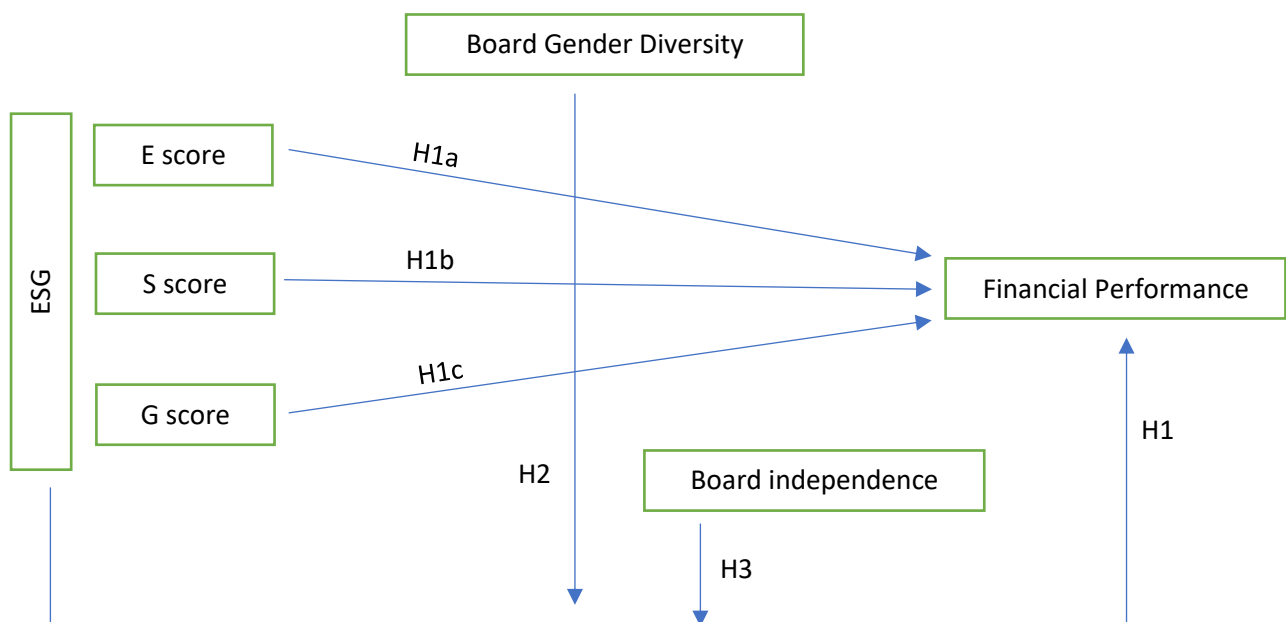 Board Gender Diversity
E score
H1a
S score
H1b
ESG
Financial Performance
G score
H1c
H1
H2
Board independence
H3